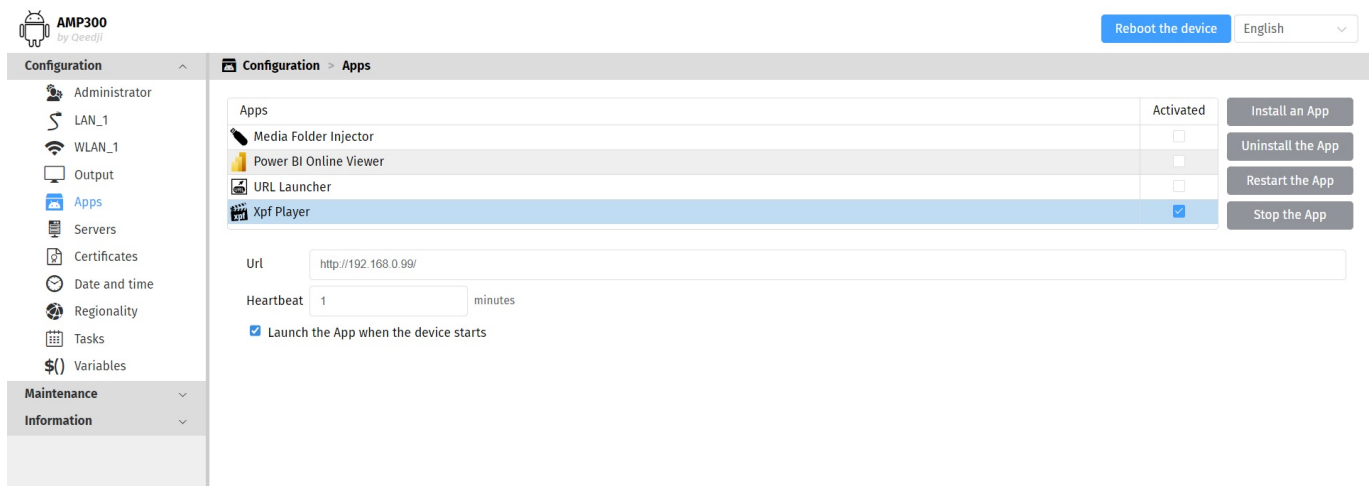 AMP300
by Qeedji
Reboot the device
English
Configuration
Administrator
LAN_1
WLAN_1
Output
Apps
Servers
Certificates
Date and time
Regionality
Tasks
$() Variables
Maintenance
Information
Configuration > Apps
Apps Activated
Media Folder Injector
Power BI Online Viewer
URL Launcher
xpf Xpf Player
Install an App
Uninstall the App
Restart the App
Stop the App
Url http://192.168.0.99/
Heartbeat 1 minutes
Launch the App when the device starts